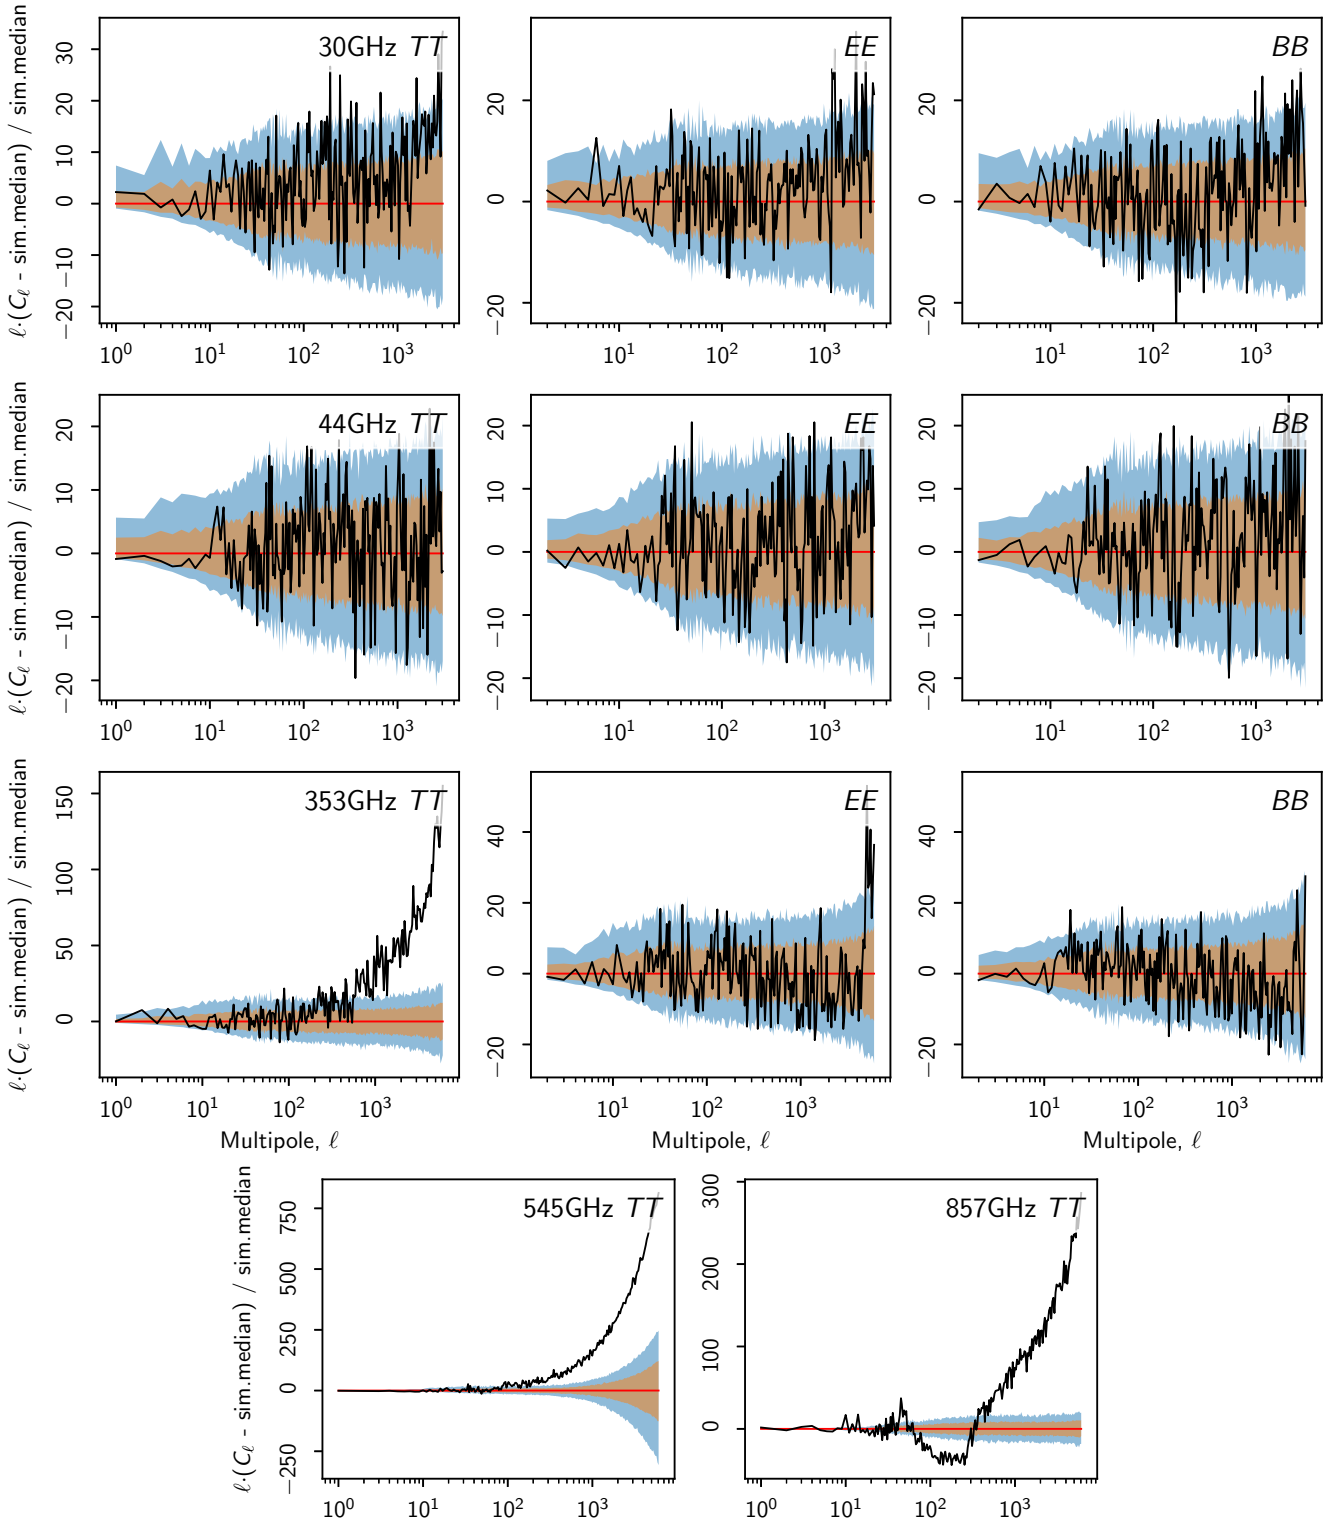 30GHz TT
EE
BB
ℓ·(Cℓ - sim.median) / sim.median
30
20
10
0
−10
−20
20
0
−20
20
0
−20
10⁰ 10¹ 10² 10³
10¹ 10² 10³
10¹ 10² 10³
44GHz TT
EE
BB
ℓ·(Cℓ - sim.median) / sim.median
20
10
0
−10
−20
20
10
0
−10
−20
20
10
0
−10
−20
10⁰ 10¹ 10² 10³
10¹ 10² 10³
10¹ 10² 10³
353GHz TT
EE
BB
ℓ·(Cℓ - sim.median) / sim.median
150
100
50
0
40
20
0
−20
40
20
0
−20
10⁰ 10¹ 10² 10³
10¹ 10² 10³
10¹ 10² 10³
Multipole, ℓ
Multipole, ℓ
Multipole, ℓ
545GHz TT
857GHz TT
ℓ·(Cℓ - sim.median) / sim.median
750
500
250
0
−250
300
200
100
0
10⁰ 10¹ 10² 10³
10⁰ 10¹ 10² 10³